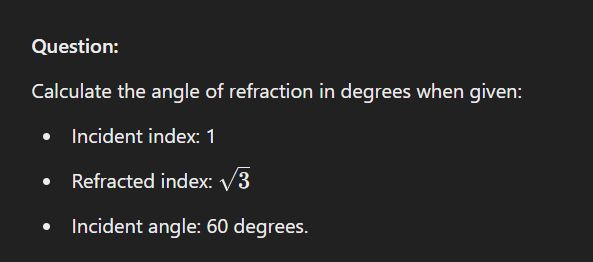 Question:
Calculate the angle of refraction in degrees when given:
• Incident index: 1
• Refracted index: √3
• Incident angle: 60 degrees.